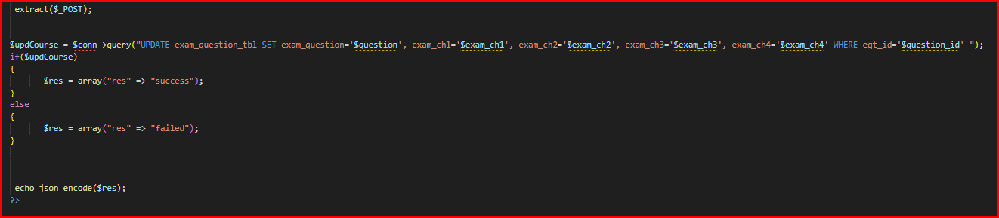 extract($_POST);
$updCourse = $conn->query("UPDATE exam_question_tbl SET exam_question='$question', exam_ch1='$exam_ch1', exam_ch2='$exam_ch2', exam_ch3='$exam_ch3', exam_ch4='$exam_ch4' WHERE eqt_id='$question_id' ");
if($updCourse)
{
$res = array("res" => "success");
}
else
{
$res = array("res" => "failed");
}
echo json_encode($res);
?>